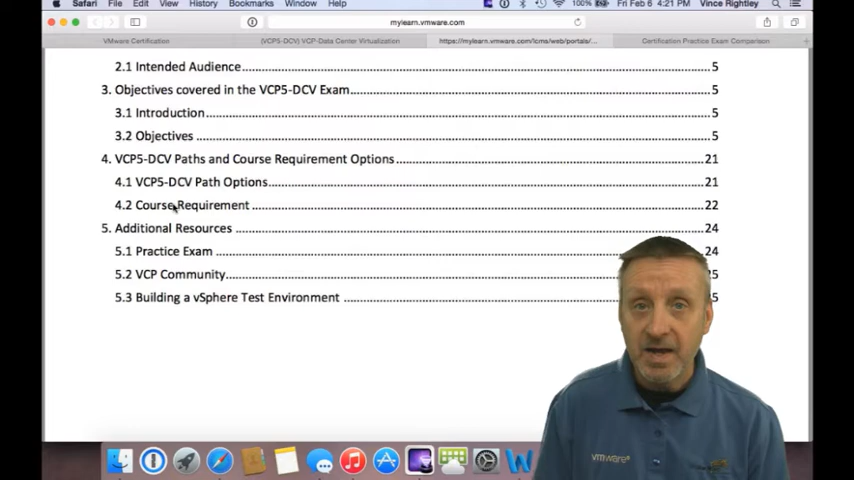 Safari File Edit View History Bookmarks Window Help 100% Fri Feb 6 4:21 PM Vince Rightley
mylearn.vmware.com
VMware Certification (VCP5-DCV) VCP-Data Center Virtualization https://mylearn.vmware.com/lcms/web/portals/... Certification Practice Exam Comparison
2.1 Intended Audience 5
3. Objectives covered in the VCP5-DCV Exam 5
3.1 Introduction 5
3.2 Objectives 5
4. VCP5-DCV Paths and Course Requirement Options 21
4.1 VCP5-DCV Path Options 21
4.2 Course Requirement 22
5. Additional Resources 24
5.1 Practice Exam 24
5.2 VCP Community
5.3 Building a vSphere Test Environment
vmware